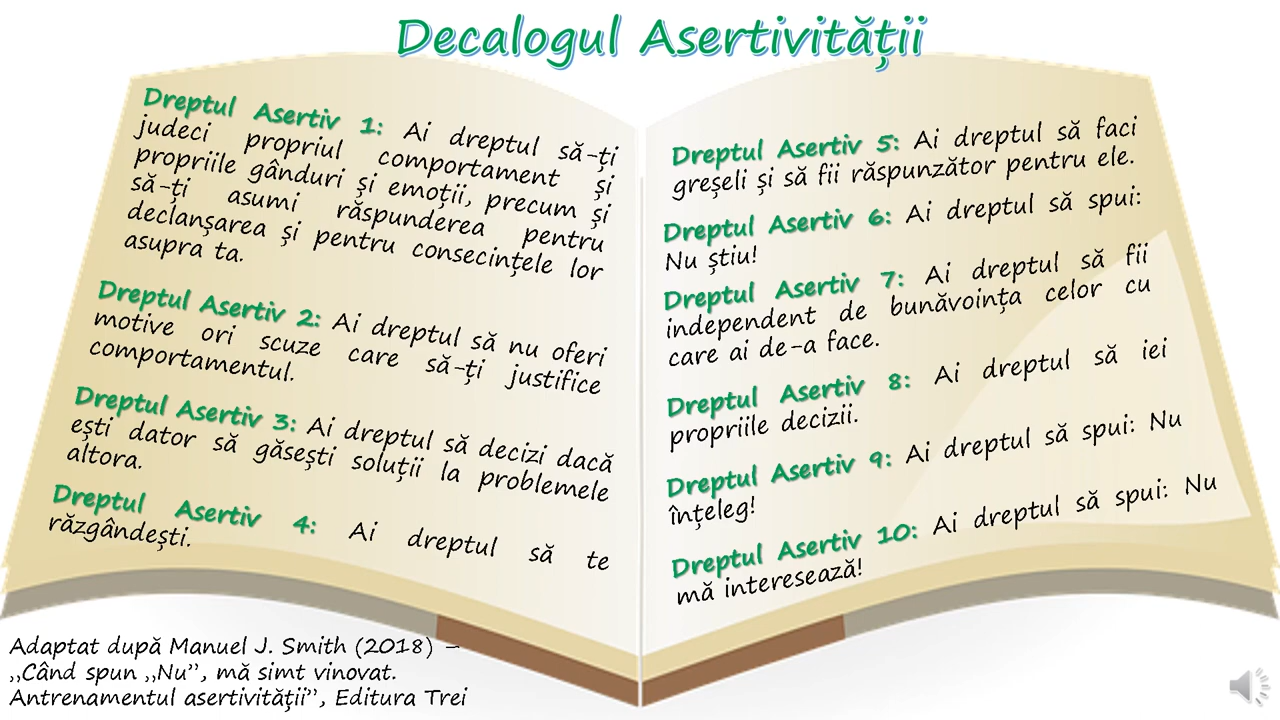 Decalogul Asertivității
Dreptul Asertiv 1: Ai dreptul să-ți
judeci propriul comportament și
propriile gânduri și emoții, precum și
să-ți asumi răspunderea pentru
declanșarea și pentru consecințele lor
asupra ta.
Dreptul Asertiv 2: Ai dreptul să nu oferi
motive ori scuze care să-ți justifice
comportamentul.
Dreptul Asertiv 3: Ai dreptul să decizi dacă
ești dator să găsești soluții la problemele
altora.
Dreptul Asertiv 4: Ai dreptul să te
răzgândești.
Dreptul Asertiv 5: Ai dreptul să faci
greșeli și să fii răspunzător pentru ele.
Dreptul Asertiv 6: Ai dreptul să spui:
Nu știu!
Dreptul Asertiv 7: Ai dreptul să fii
independent de bunăvoința celor cu
care ai de-a face.
Dreptul Asertiv 8: Ai dreptul să iei
propriile decizii.
Dreptul Asertiv 9: Ai dreptul să spui: Nu
înțeleg!
Dreptul Asertiv 10: Ai dreptul să spui: Nu
mă interesează!
Adaptat după Manuel J. Smith (2018) –
„Când spun „Nu”, mă simt vinovat.
Antrenamentul asertivității”, Editura Trei